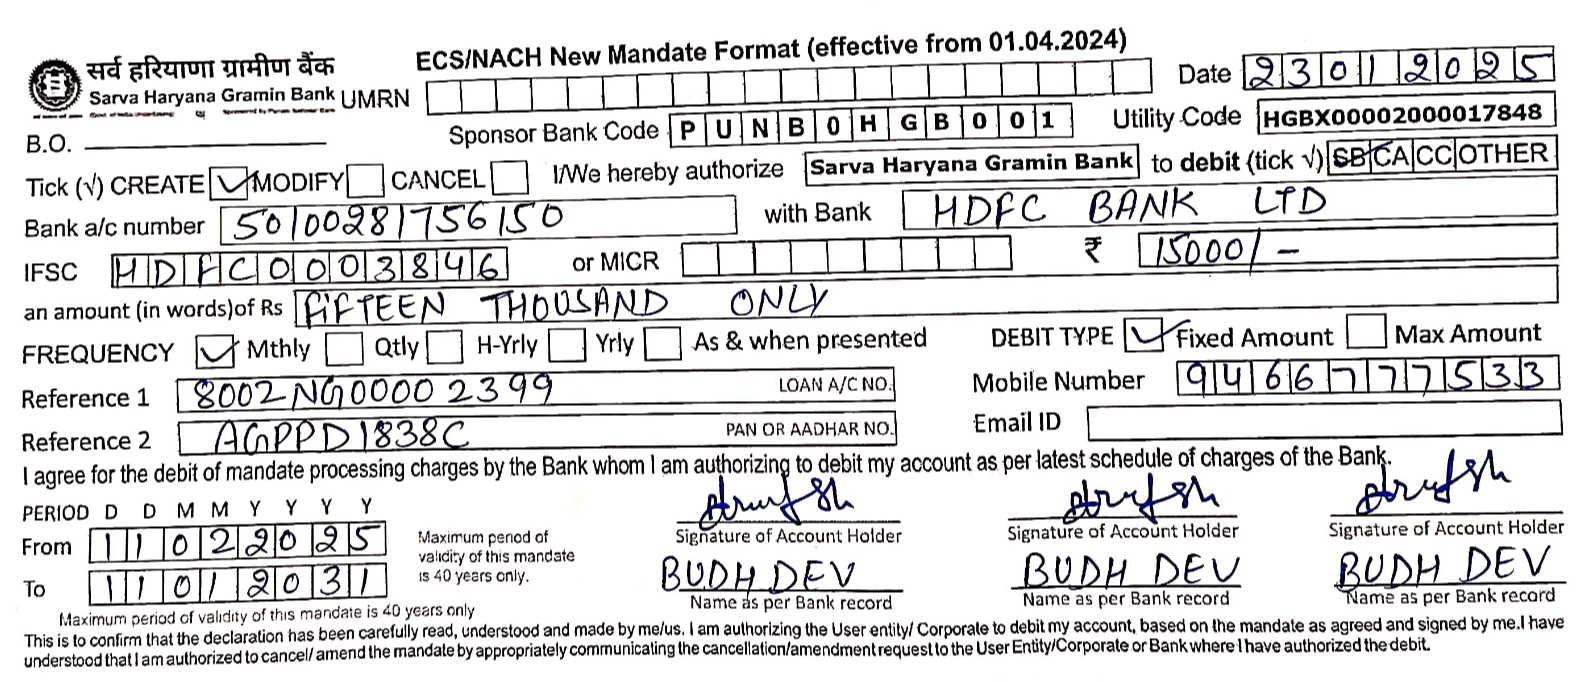 सर्व हरियाणा ग्रामीण बैंक
Sarva Haryana Gramin Bank
ECS/NACH New Mandate Format (effective from 01.04.2024)
UMRN
Date 23012025
B.O.
Sponsor Bank Code PUNB0HGB001 Utility Code HGBX00002000017848
Tick (√) CREATE ✓ MODIFY CANCEL I/We hereby authorize Sarva Haryana Gramin Bank to debit (tick √) SB CA CC OTHER
Bank a/c number 50100281756150 with Bank HDFC BANK LTD
IFSC HDFC0003846 or MICR ₹ 15000/-
an amount (in words)of Rs FIFTEEN THOUSAND ONLY
FREQUENCY ✓ Mthly Qtly H-Yrly Yrly As & when presented DEBIT TYPE ✓ Fixed Amount Max Amount
Reference 1 8002NG00002399 LOAN A/C NO. Mobile Number 9466777533
Reference 2 AGPPD1838C PAN OR AADHAR NO. Email ID
I agree for the debit of mandate processing charges by the Bank whom I am authorizing to debit my account as per latest schedule of charges of the Bank.
PERIOD D D M M Y Y Y Y
From 11022025
To 11012031
Maximum period of
validity of this mandate
is 40 years only.
Signature of Account Holder Signature of Account Holder Signature of Account Holder
BUDH DEV BUDH DEV BUDH DEV
Name as per Bank record Name as per Bank record Name as per Bank record
Maximum period of validity of this mandate is 40 years only
This is to confirm that the declaration has been carefully read, understood and made by me/us. I am authorizing the User entity/ Corporate to debit my account, based on the mandate as agreed and signed by me.I have
understood that I am authorized to cancel/ amend the mandate by appropriately communicating the cancellation/amendment request to the User Entity/Corporate or Bank where I have authorized the debit.